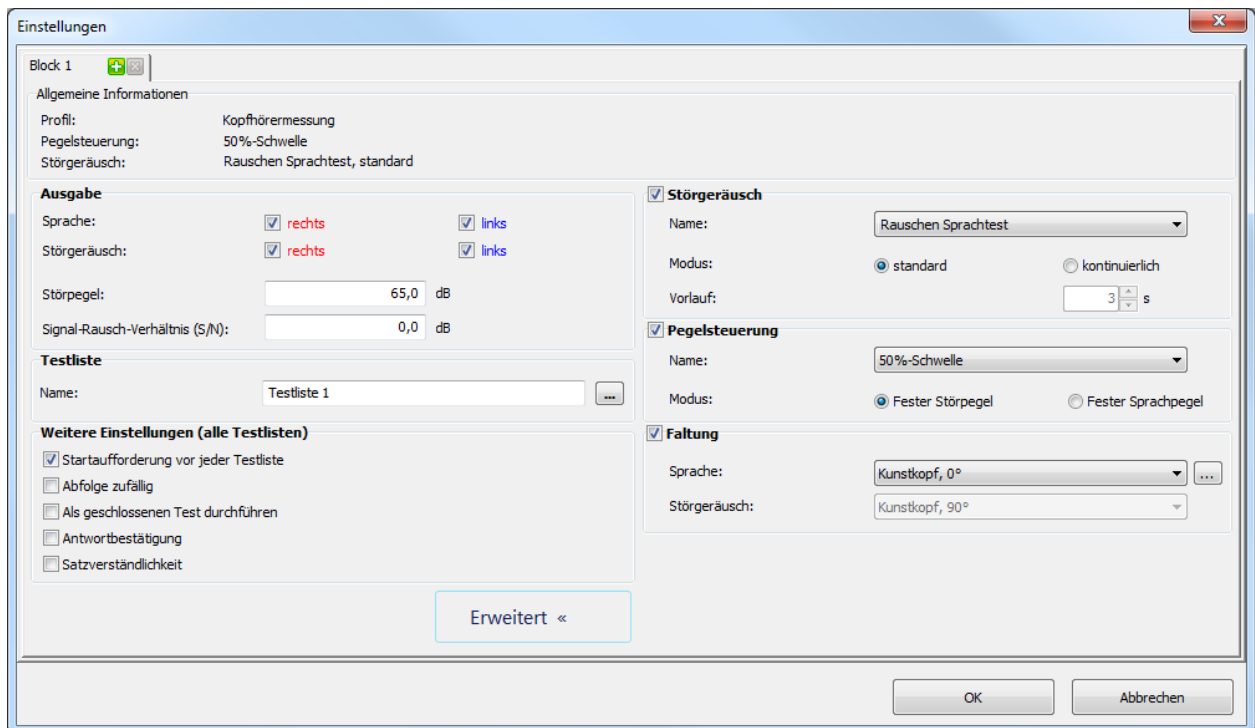 Einstellungen
Block 1
Allgemeine Informationen
Profil: Kopfhörermessung
Pegelsteuerung: 50%-Schwelle
Störgeräusch: Rauschen Sprachtest, standard
Ausgabe
Sprache: rechts links
Störgeräusch: rechts links
Störpegel: 65,0 dB
Signal-Rausch-Verhältnis (S/N): 0,0 dB
Testliste
Name: Testliste 1 ...
Weitere Einstellungen (alle Testlisten)
Startaufforderung vor jeder Testliste
Abfolge zufällig
Als geschlossenen Test durchführen
Antwortbestätigung
Satzverständlichkeit
Erweitert «
Störgeräusch
Name: Rauschen Sprachtest
Modus: standard kontinuierlich
Vorlauf: 3 s
Pegelsteuerung
Name: 50%-Schwelle
Modus: Fester Störpegel Fester Sprachpegel
Faltung
Sprache: Kunstkopf, 0° ...
Störgeräusch: Kunstkopf, 90°
OK Abbrechen